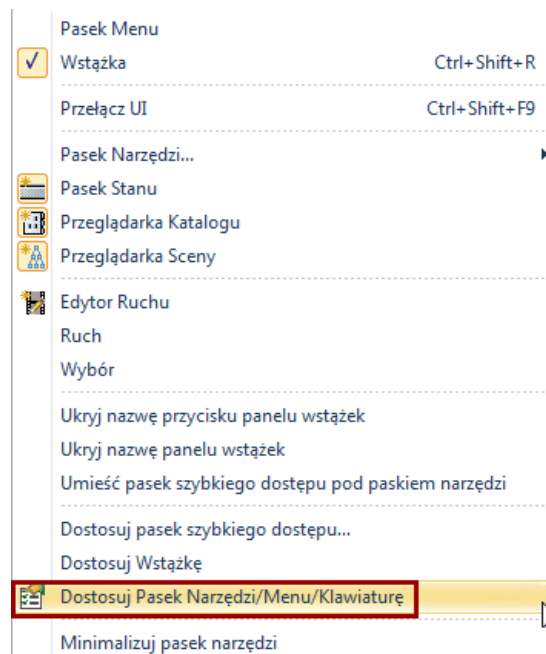 Pasek Menu
Wstążka Ctrl+Shift+R
Przełącz UI Ctrl+Shift+F9
Pasek Narzędzi...
Pasek Stanu
Przeglądarka Katalogu
Przeglądarka Sceny
Edytor Ruchu
Ruch
Wybór
Ukryj nazwę przycisku panelu wstążek
Ukryj nazwę panelu wstążek
Umieść pasek szybkiego dostępu pod paskiem narzędzi
Dostosuj pasek szybkiego dostępu...
Dostosuj Wstążkę
Dostosuj Pasek Narzędzi/Menu/Klawiaturę
Minimalizuj pasek narzędzi